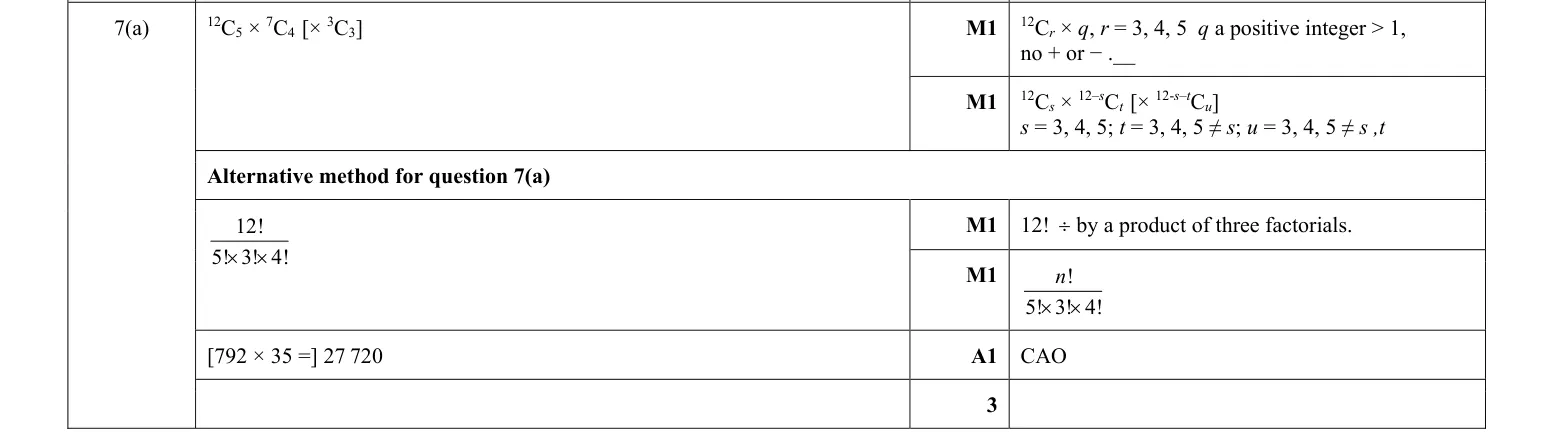 7(a)
¹²C₅ × ⁷C₄ [× ³C₃]
M1
¹²Cᵣ × q, r = 3, 4, 5 q a positive integer > 1,
no + or − .__
M1
¹²Cₛ × ¹²⁻ˢCₜ [× ¹²⁻ˢ⁻ᵗCᵤ]
s = 3, 4, 5; t = 3, 4, 5 ≠ s; u = 3, 4, 5 ≠ s ,t
Alternative method for question 7(a)
12!
5!× 3!× 4!
M1
12! ÷ by a product of three factorials.
M1
n!
5!× 3!× 4!
[792 × 35 =] 27 720
A1
CAO
3